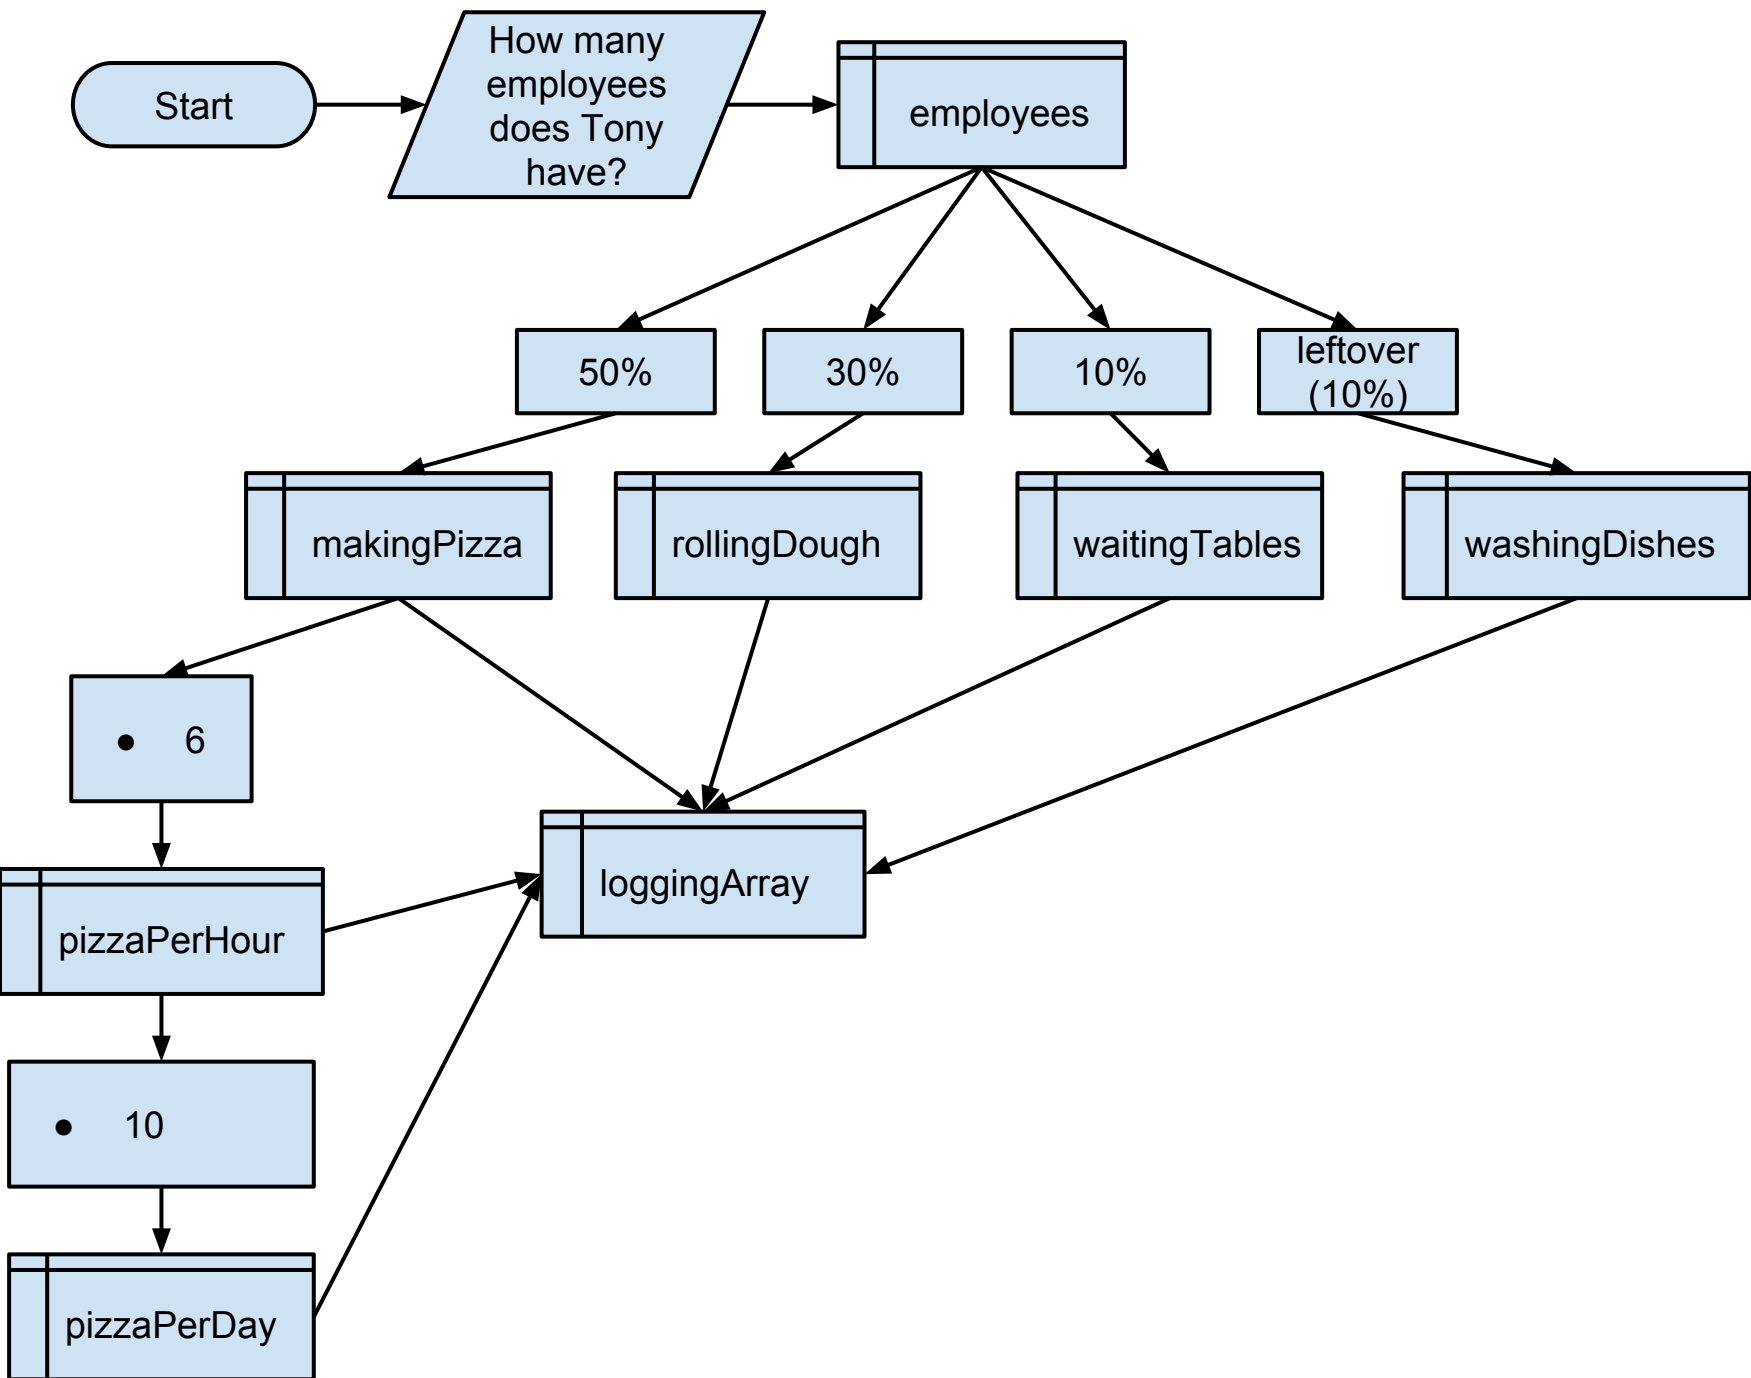 Start
How many
employees
does Tony
have?
employees
50%
30%
10%
leftover
(10%)
makingPizza
rollingDough
waitingTables
washingDishes
● 6
loggingArray
pizzaPerHour
● 10
pizzaPerDay